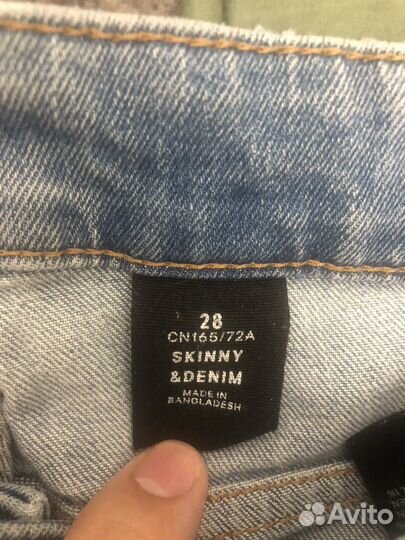 28
CN165/72A
SKINNY
&DENIM
MADE IN
BANGLADESH
Avito